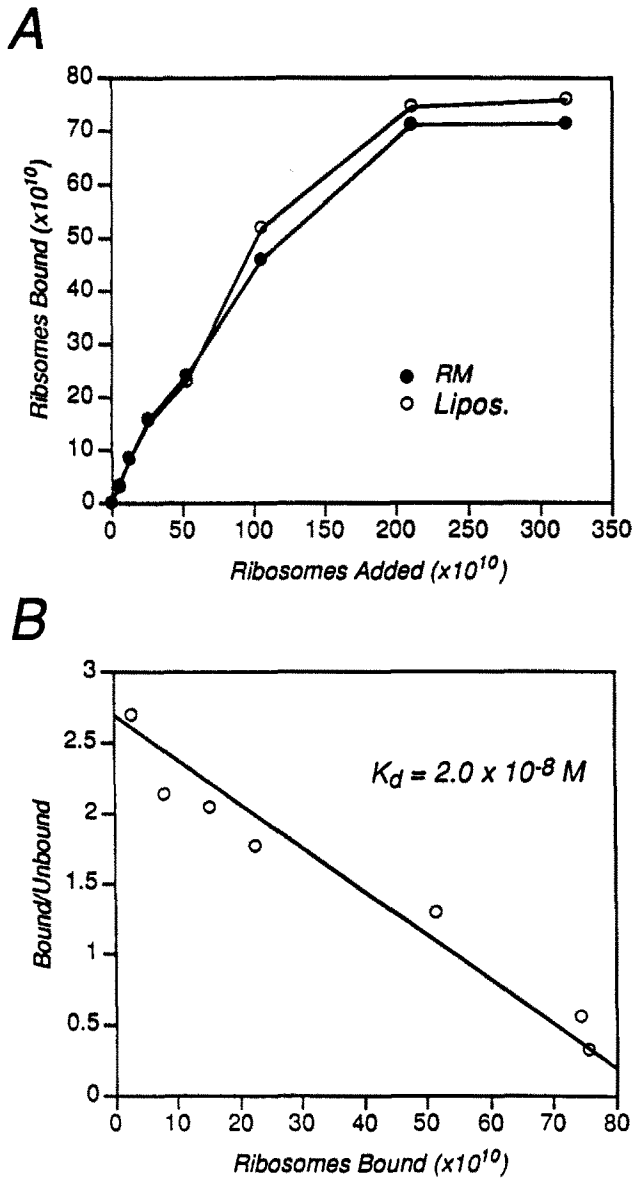 A
80
70
60
50
40
30
20
10
0
Ribsomes Bound (x10¹⁰)
RM
Lipos.
0 50 100 150 200 250 300 350
Ribosomes Added (x10¹⁰)
B
3
2.5
2
1.5
1
0.5
0
Bound/Unbound
K_d = 2.0 x 10⁻⁸ M
0 10 20 30 40 50 60 70 80
Ribosomes Bound (x10¹⁰)